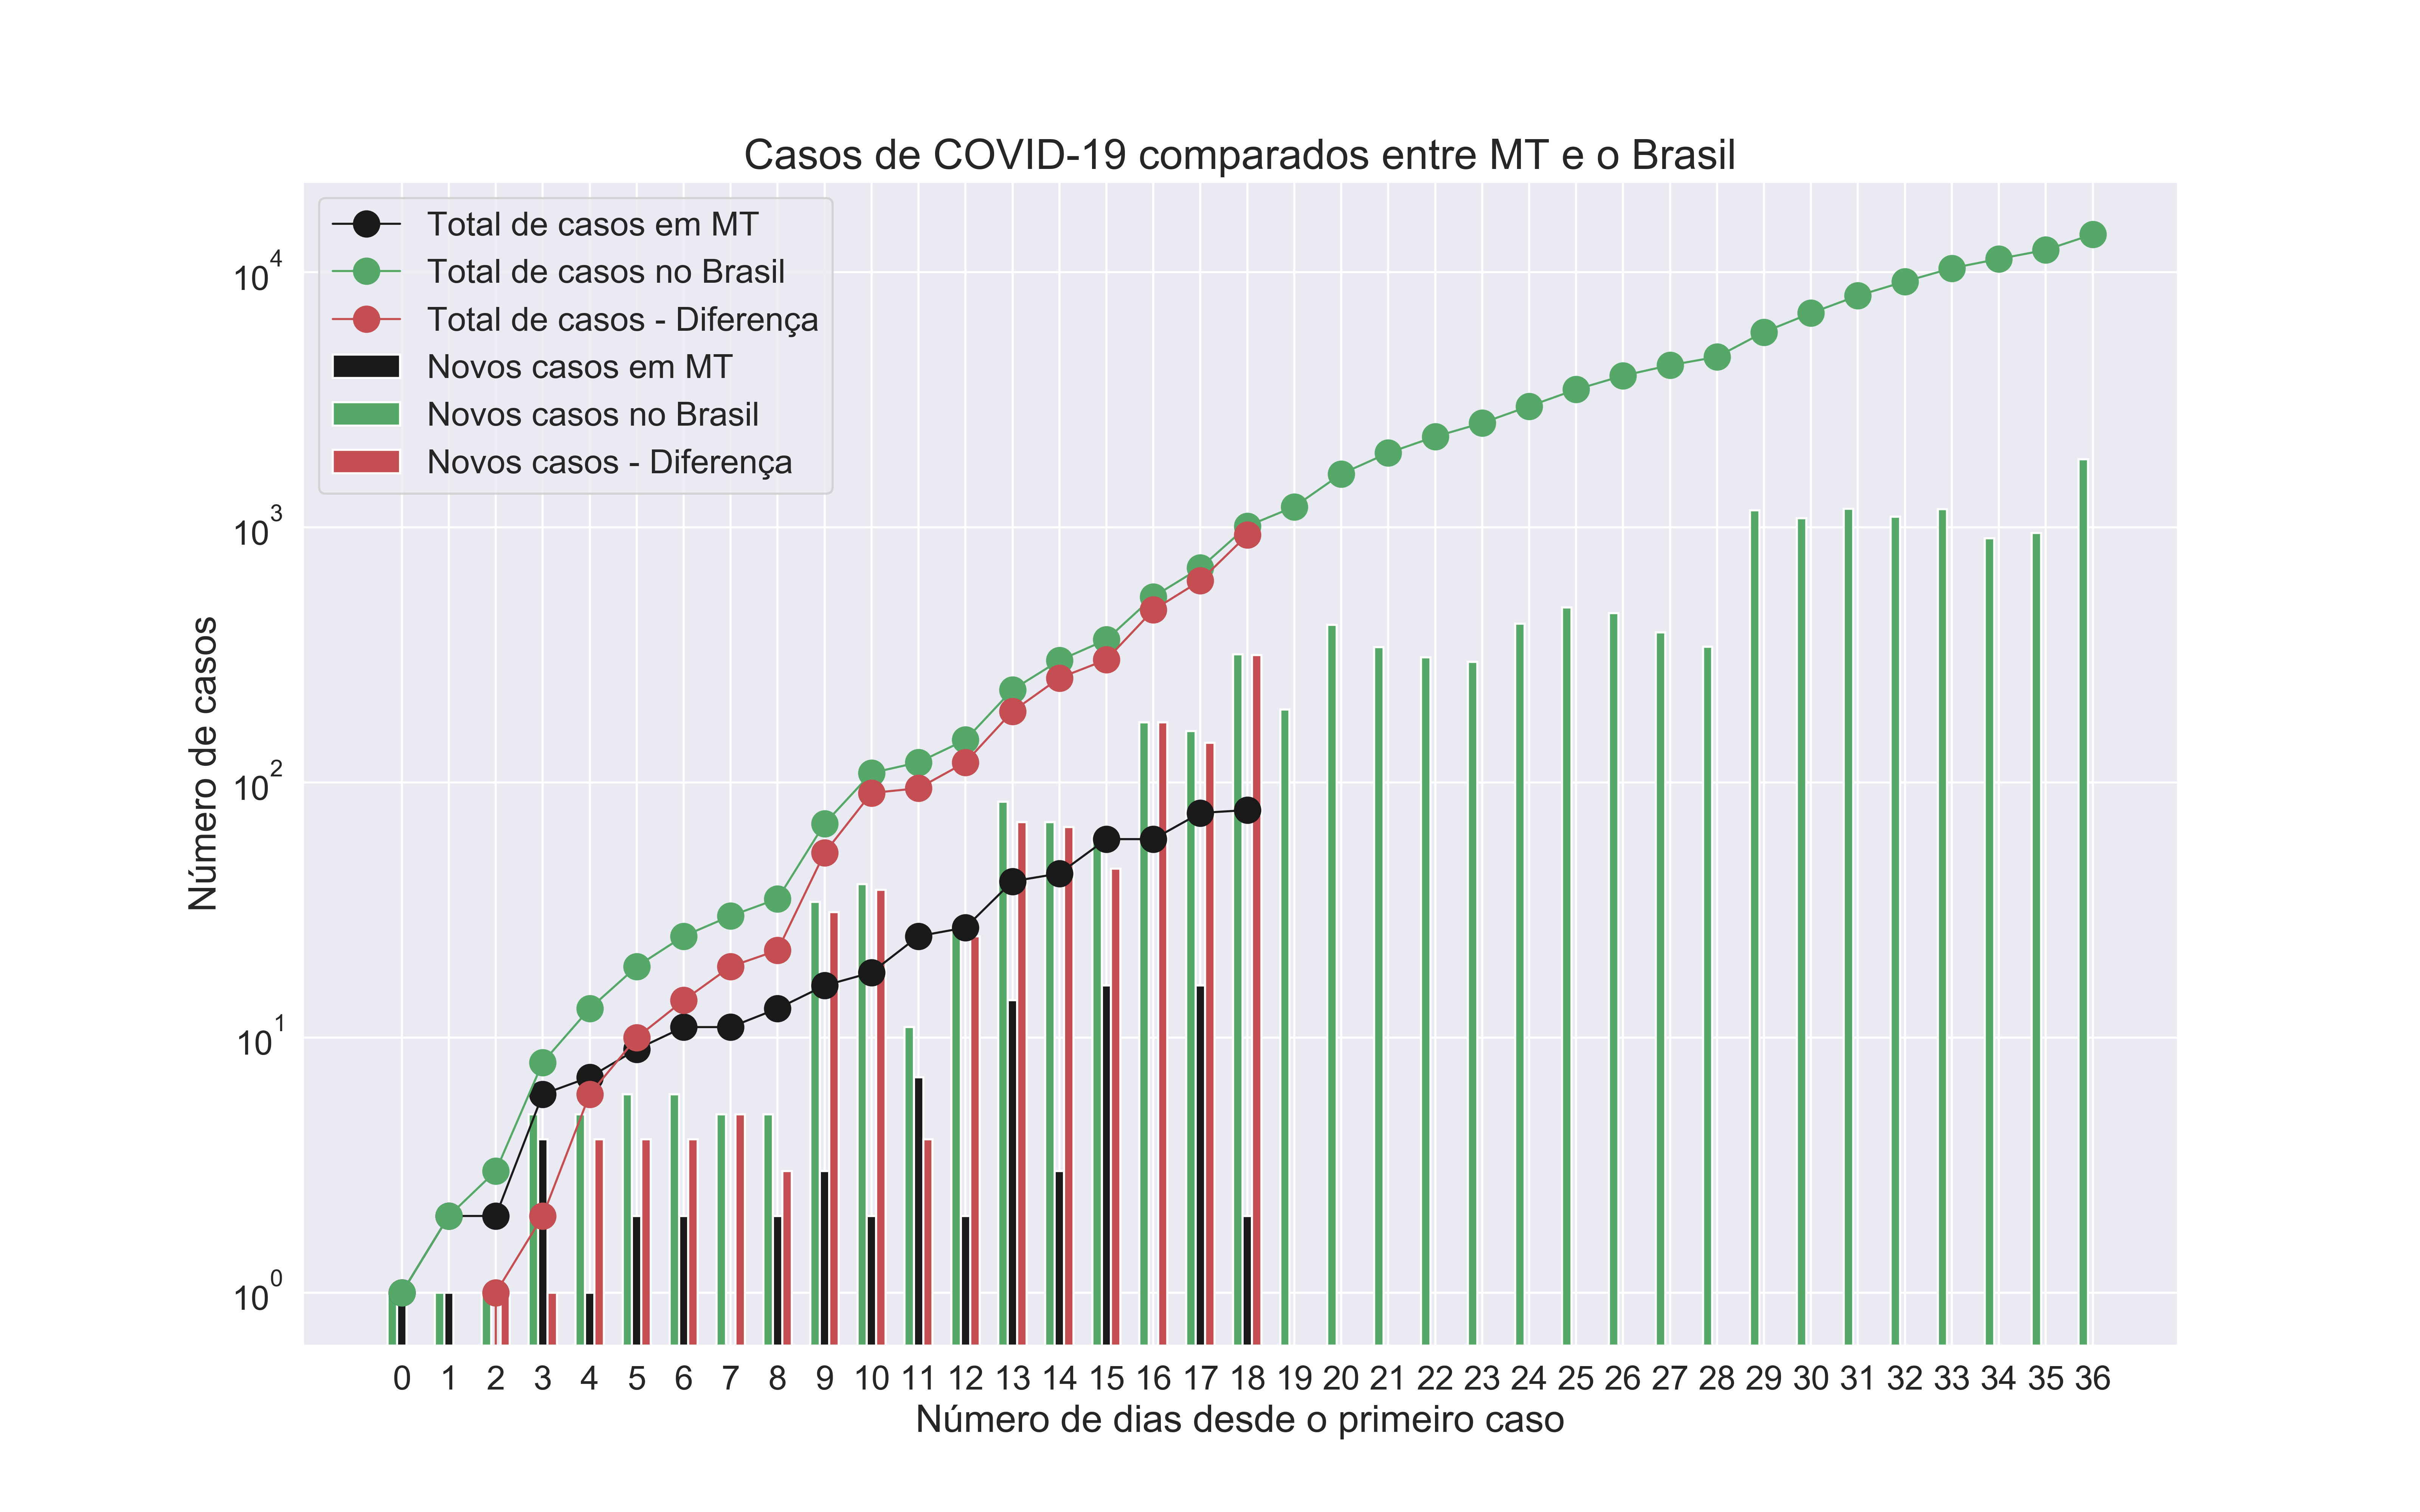 Casos de COVID-19 comparados entre MT e o Brasil
Total de casos em MT
Total de casos no Brasil
Total de casos - Diferença
Novos casos em MT
Novos casos no Brasil
Novos casos - Diferença
Número de casos
10^4
10^3
10^2
10^1
10^0
0 1 2 3 4 5 6 7 8 9 10 11 12 13 14 15 16 17 18 19 20 21 22 23 24 25 26 27 28 29 30 31 32 33 34 35 36
Número de dias desde o primeiro caso